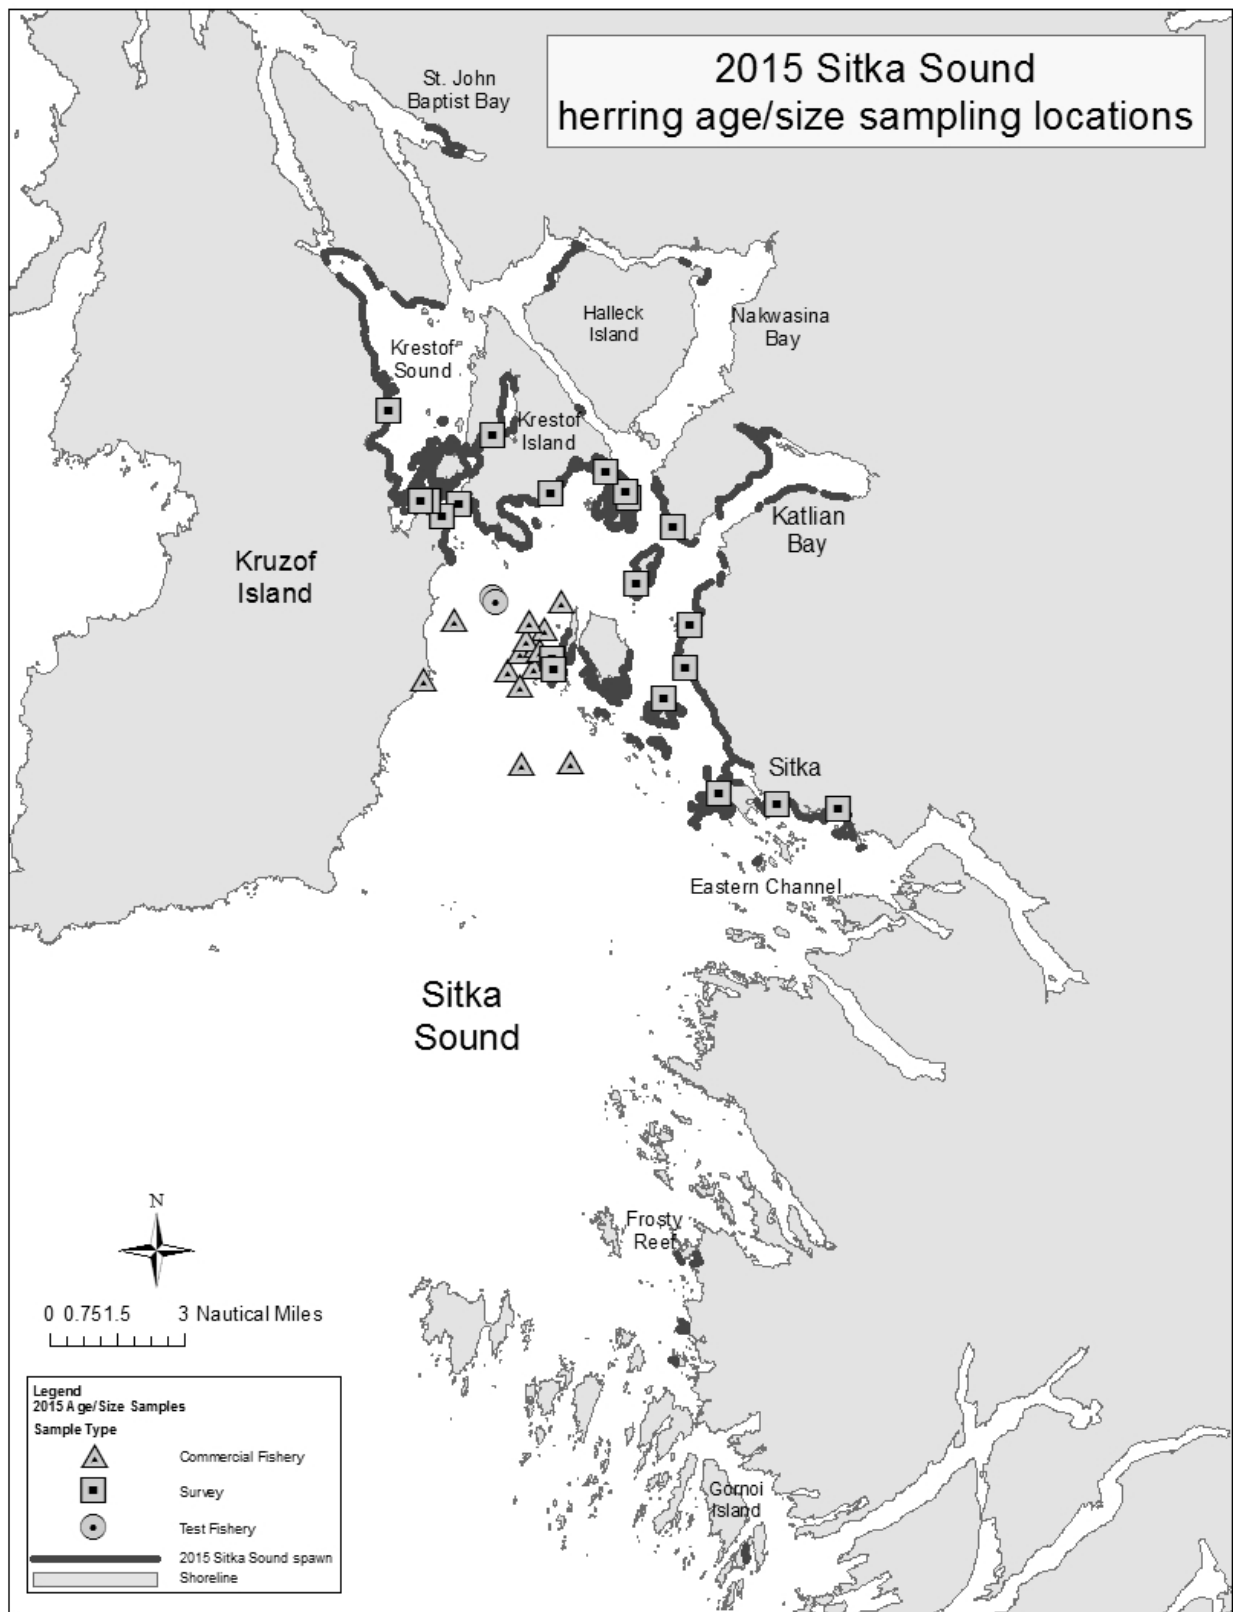 2015 Sitka Sound
herring age/size sampling locations
St. John
Baptist Bay
Halleck
Island
Nakwasina
Bay
Krestof
Sound
Krestof
Island
Katlian
Bay
Kruzof
Island
Sitka
Eastern Channel
Sitka
Sound
Frosty
Reef
N
0 0.75 1.5 3 Nautical Miles
Gornoi
Island
Legend
2015 Age/Size Samples
Sample Type
Commercial Fishery
Survey
Test Fishery
2015 Sitka Sound spawn
Shoreline